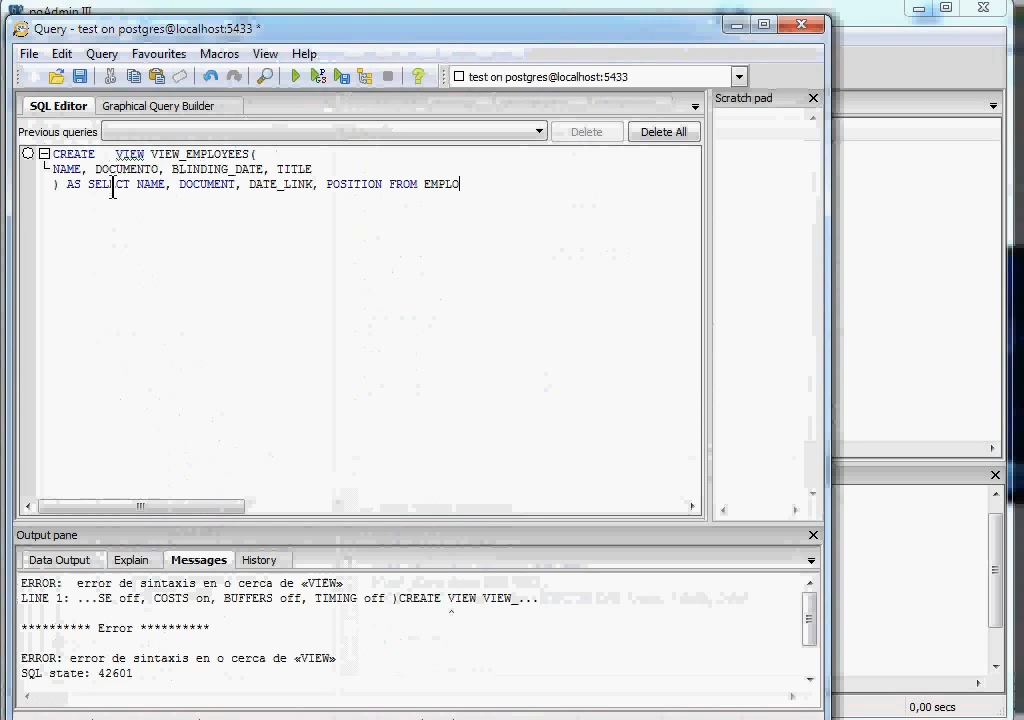 pgAdmin III
Query - test on postgres@localhost:5433 *
File Edit Query Favourites Macros View Help
test on postgres@localhost:5433
SQL Editor Graphical Query Builder
Scratch pad
Previous queries Delete Delete All
CREATE VIEW VIEW_EMPLOYEES(
NAME, DOCUMENTO, BLINDING_DATE, TITLE
) AS SELECT NAME, DOCUMENT, DATE_LINK, POSITION FROM EMPLO
Output pane
Data Output Explain Messages History
ERROR: error de sintaxis en o cerca de «VIEW»
LINE 1: ...SE off, COSTS on, BUFFERS off, TIMING off )CREATE VIEW VIEW_...
^
********** Error **********
ERROR: error de sintaxis en o cerca de «VIEW»
SQL state: 42601
0,00 secs